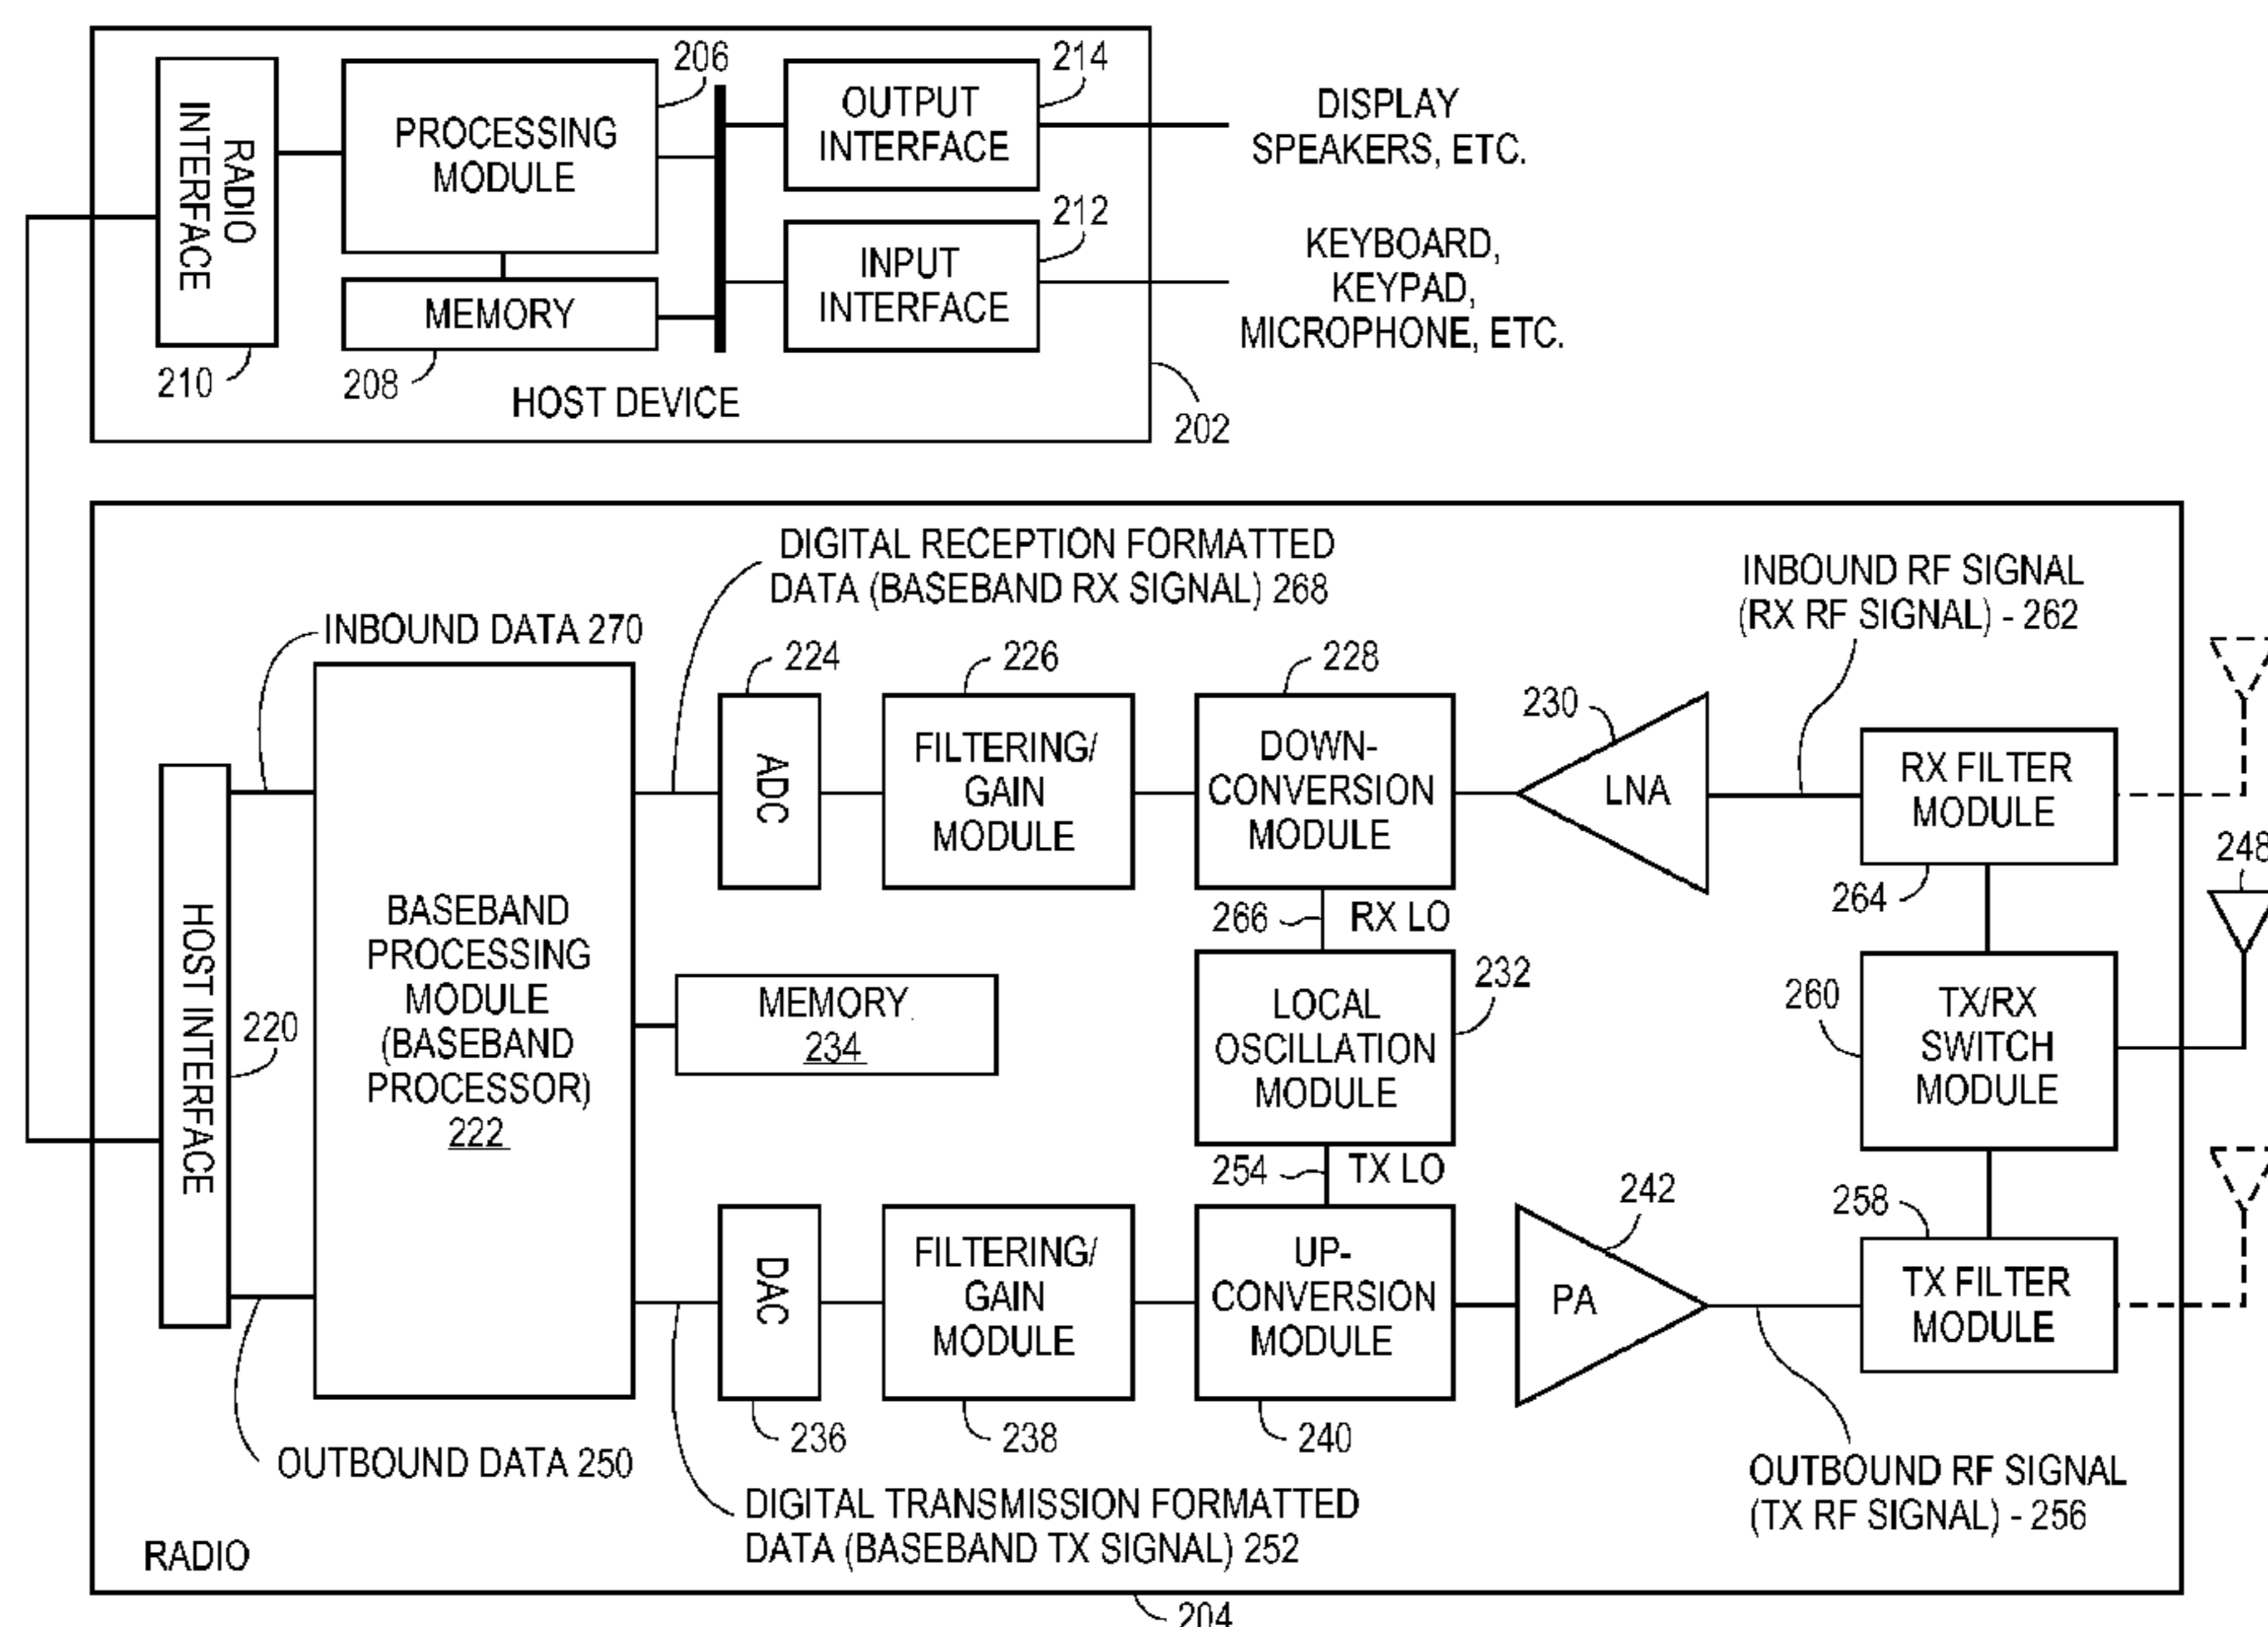 206
214
RADIO
INTERFACE
PROCESSING
MODULE
OUTPUT
INTERFACE
DISPLAY
SPEAKERS, ETC.
212
MEMORY
INPUT
INTERFACE
KEYBOARD,
KEYPAD,
MICROPHONE, ETC.
210
208
HOST DEVICE
202
DIGITAL RECEPTION FORMATTED
DATA (BASEBAND RX SIGNAL) 268
INBOUND RF SIGNAL
(RX RF SIGNAL) - 262
INBOUND DATA 270
224
226
228
230
ADC
FILTERING/
GAIN
MODULE
DOWN-
CONVERSION
MODULE
LNA
RX FILTER
MODULE
248
264
266
RX LO
HOST INTERFACE
220
BASEBAND
PROCESSING
MODULE
(BASEBAND
PROCESSOR)
222
MEMORY
234
LOCAL
OSCILLATION
MODULE
232
260
TX/RX
SWITCH
MODULE
254
TX LO
242
258
DAC
FILTERING/
GAIN
MODULE
UP-
CONVERSION
MODULE
PA
TX FILTER
MODULE
236
238
240
OUTBOUND DATA 250
DIGITAL TRANSMISSION FORMATTED
DATA (BASEBAND TX SIGNAL) 252
OUTBOUND RF SIGNAL
(TX RF SIGNAL) - 256
RADIO
204